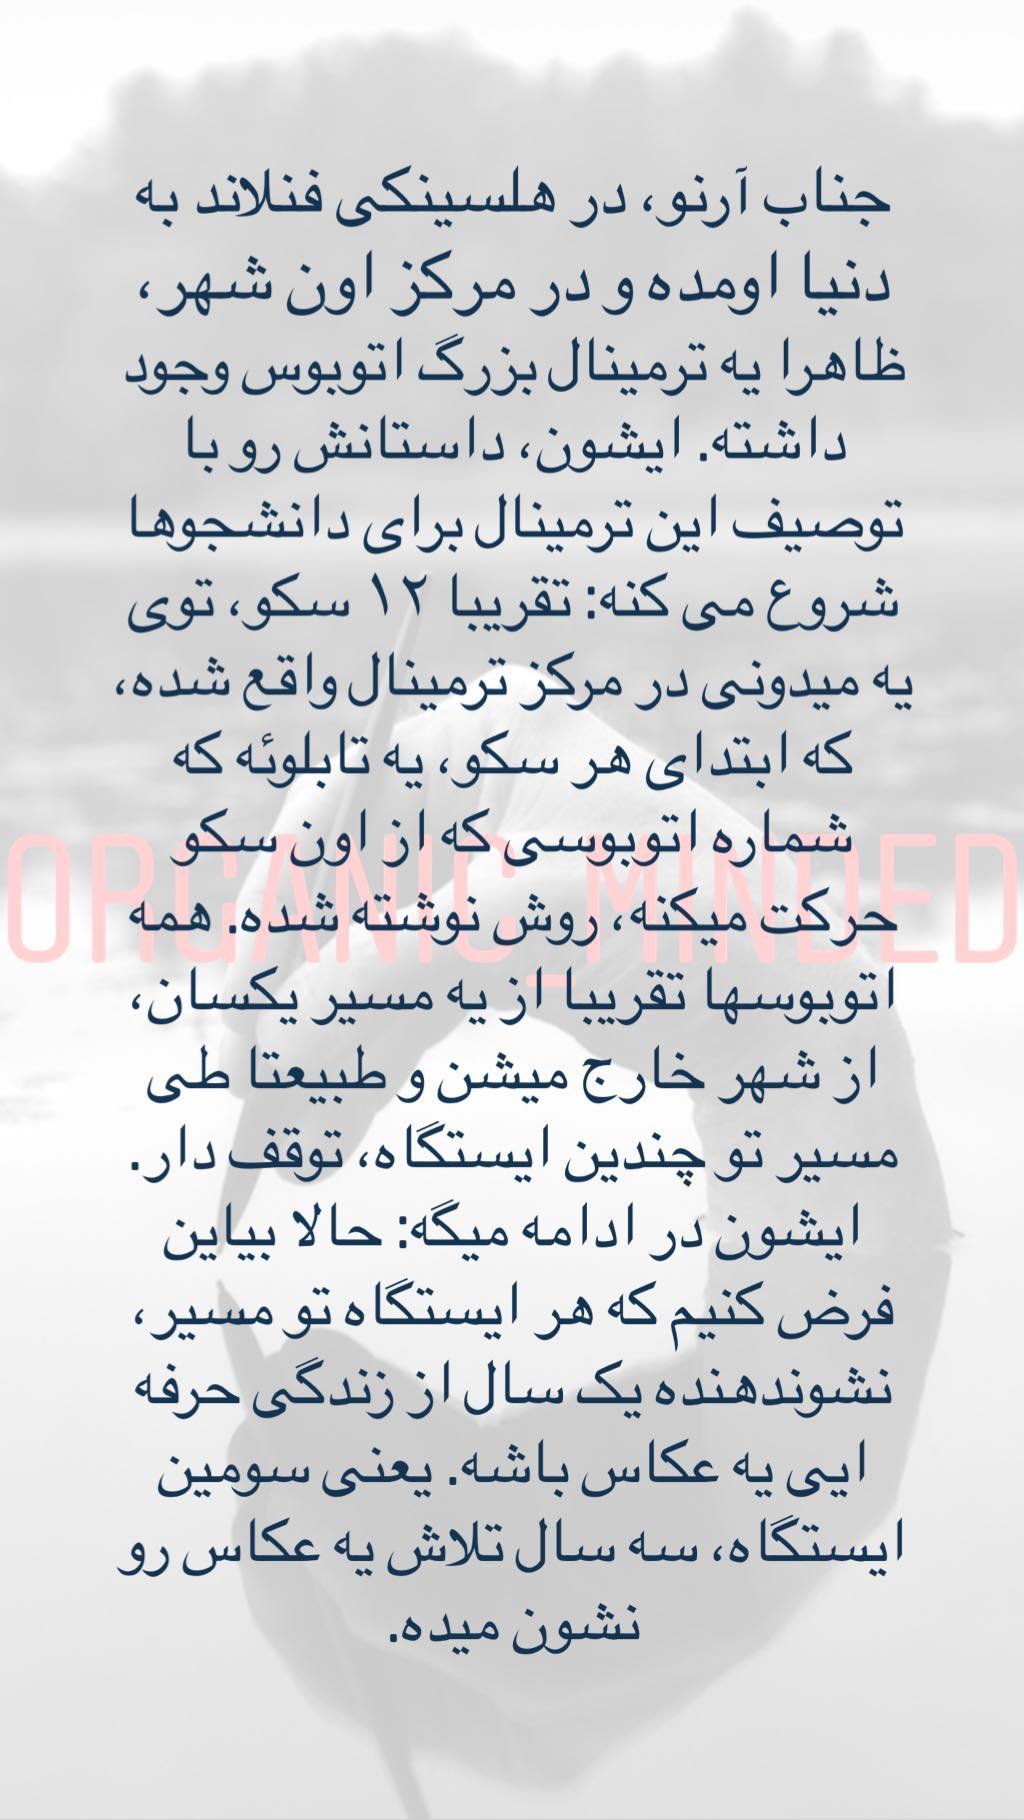 جناب آرنو، در هلسینکی فنلاند به
دنیا اومده و در مرکز اون شهر،
ظاهرا یه ترمینال بزرگ اتوبوس وجود
داشته. ایشون، داستانش رو با
توصیف این ترمینال برای دانشجوها
شروع می کنه: تقریبا ۱۲ سکو، توی
یه میدونی در مرکز ترمینال واقع شده،
که ابتدای هر سکو، یه تابلوئه که
شماره اتوبوسی که از اون سکو
ORGANIC_MINDED
حرکت میکنه، روش نوشته شده. همه
اتوبوسها تقریبا از یه مسیر یکسان،
از شهر خارج میشن و طبیعتا طی
مسیر تو چندین ایستگاه، توقف دار.
ایشون در ادامه میگه: حالا بیاین
فرض کنیم که هر ایستگاه تو مسیر،
نشوندهنده یک سال از زندگی حرفه
ایی یه عکاس باشه. یعنی سومین
ایستگاه، سه سال تلاش یه عکاس رو
نشون میده.